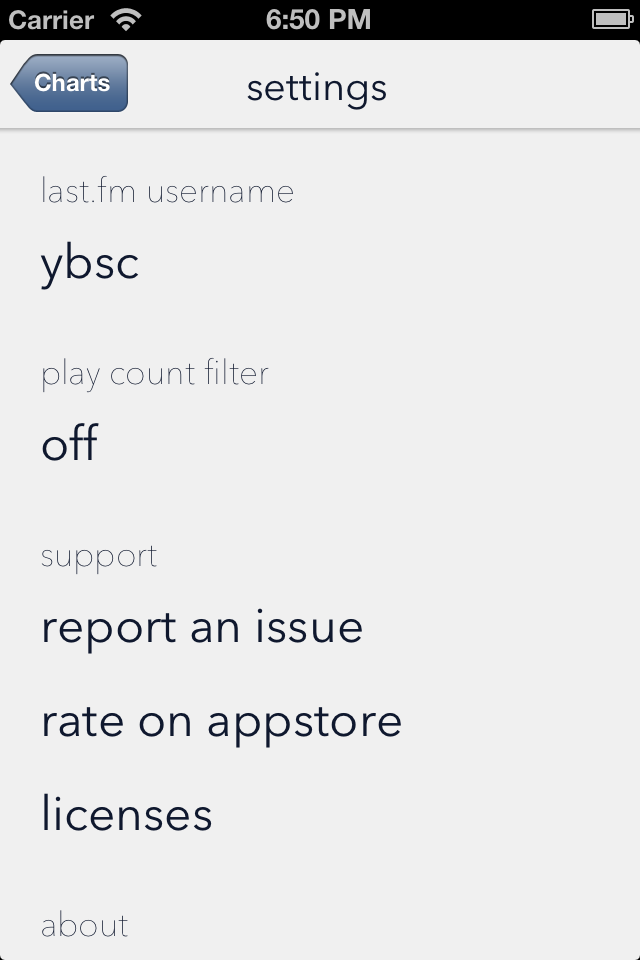 Carrier 6:50 PM
Charts settings
last.fm username
ybsc
play count filter
off
support
report an issue
rate on appstore
licenses
about